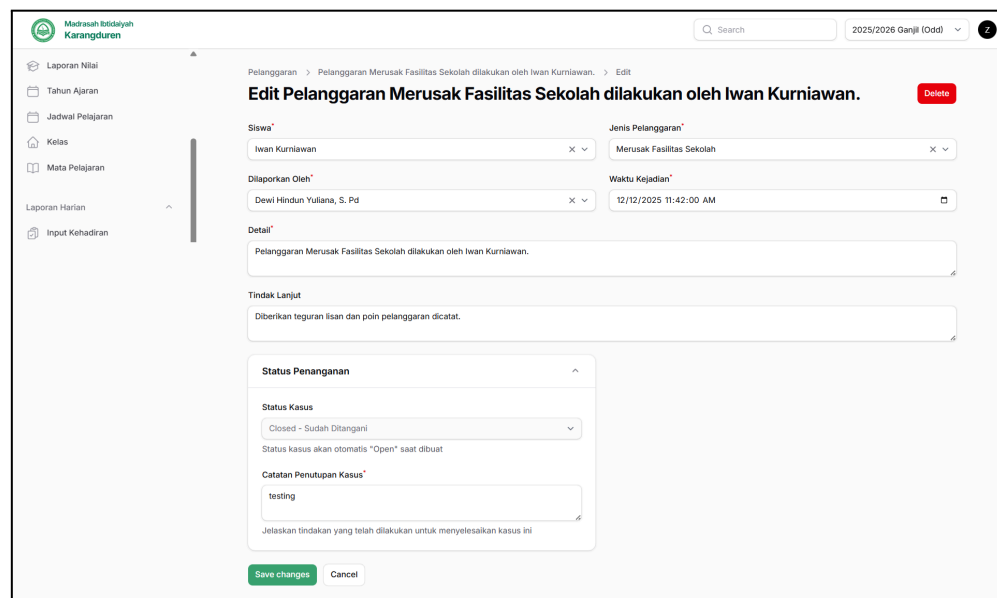 Madrasah Ibtidaiyah
Karangduren
Search
2025/2026 Ganjil (Odd)
Z
Laporan Nilai
Tahun Ajaran
Jadwal Pelajaran
Kelas
Mata Pelajaran
Laporan Harian
Input Kehadiran
Pelanggaran > Pelanggaran Merusak Fasilitas Sekolah dilakukan oleh Iwan Kurniawan. > Edit
Edit Pelanggaran Merusak Fasilitas Sekolah dilakukan oleh Iwan Kurniawan.
Delete
Siswa*
Jenis Pelanggaran*
Iwan Kurniawan
Merusak Fasilitas Sekolah
Dilaporkan Oleh*
Waktu Kejadian*
Dewi Hindun Yuliana, S. Pd
12/12/2025 11:42:00 AM
Detail*
Pelanggaran Merusak Fasilitas Sekolah dilakukan oleh Iwan Kurniawan.
Tindak Lanjut
Diberikan teguran lisan dan poin pelanggaran dicatat.
Status Penanganan
Status Kasus
Closed - Sudah Ditangani
Status kasus akan otomatis "Open" saat dibuat
Catatan Penutupan Kasus*
testing
Jelaskan tindakan yang telah dilakukan untuk menyelesaikan kasus ini
Save changes
Cancel